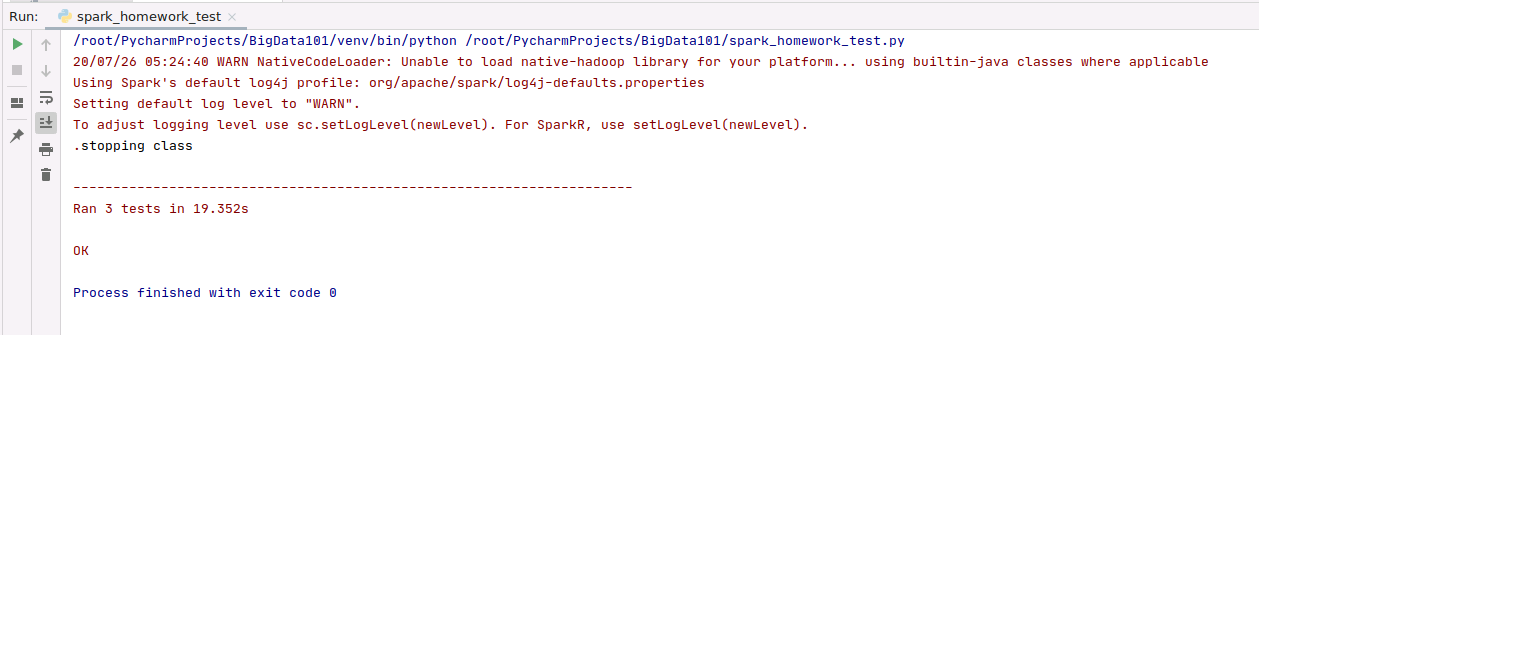 Run: spark_homework_test
/root/PycharmProjects/BigData101/venv/bin/python /root/PycharmProjects/BigData101/spark_homework_test.py
20/07/26 05:24:40 WARN NativeCodeLoader: Unable to load native-hadoop library for your platform... using builtin-java classes where applicable
Using Spark's default log4j profile: org/apache/spark/log4j-defaults.properties
Setting default log level to "WARN".
To adjust logging level use sc.setLogLevel(newLevel). For SparkR, use setLogLevel(newLevel).
.stopping class
----------------------------------------------------------------------
Ran 3 tests in 19.352s
OK
Process finished with exit code 0